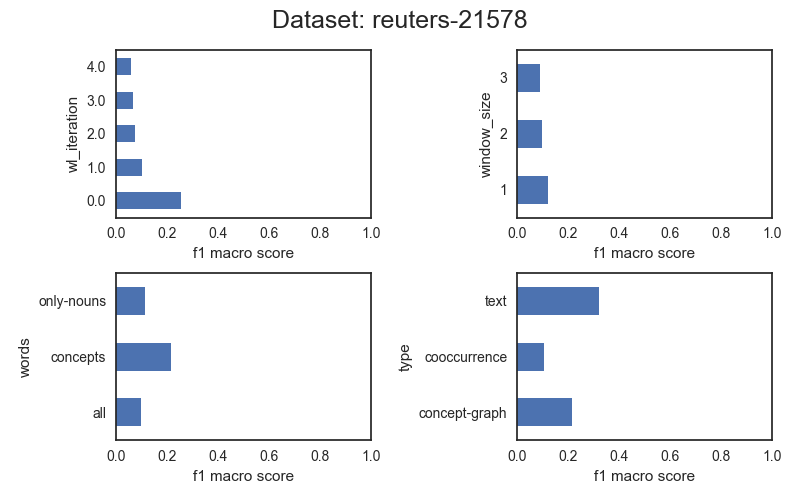 Dataset: reuters-21578
wl_iteration
4.0
3.0
2.0
1.0
0.0
0.0 0.2 0.4 0.6 0.8 1.0
f1 macro score
window_size
3
2
1
0.0 0.2 0.4 0.6 0.8 1.0
f1 macro score
words
only-nouns
concepts
all
0.0 0.2 0.4 0.6 0.8 1.0
f1 macro score
type
text
cooccurrence
concept-graph
0.0 0.2 0.4 0.6 0.8 1.0
f1 macro score